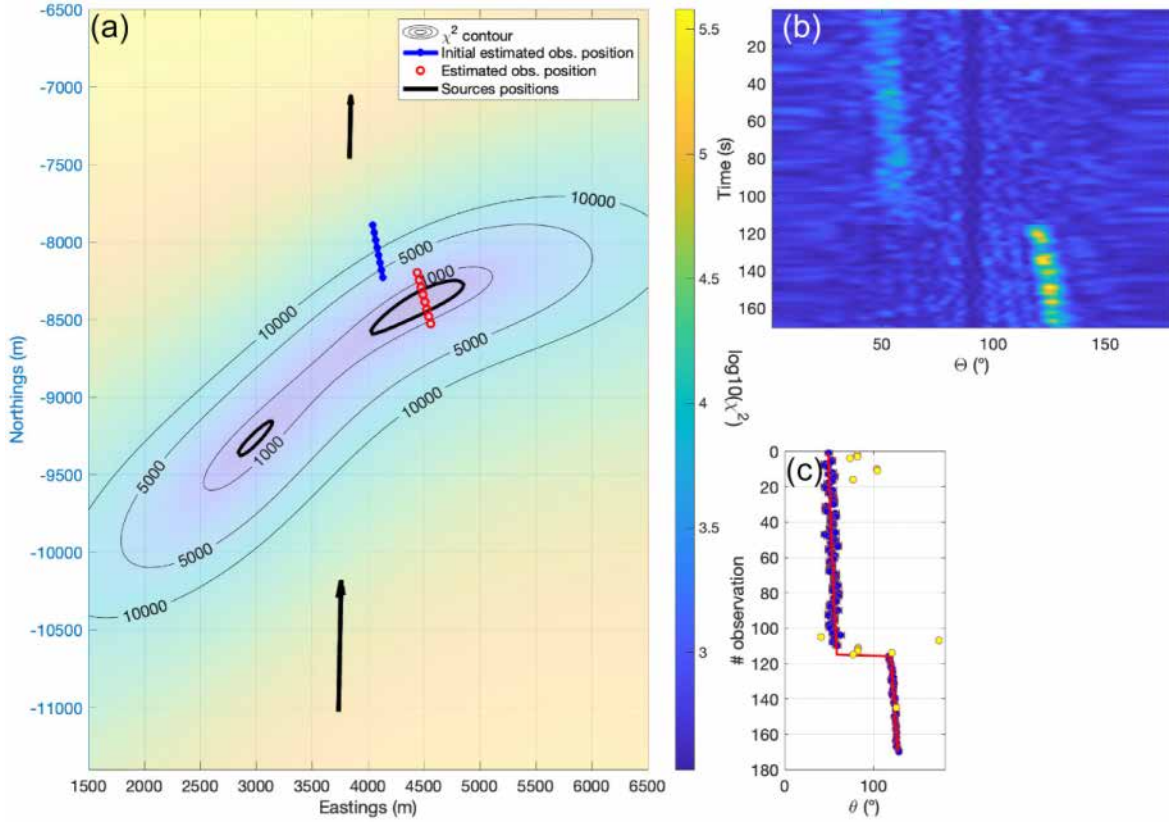 (a)
χ² contour
Initial estimated obs. position
Estimated obs. position
Sources positions
-6500
-7000
-7500
-8000
-8500
-9000
-9500
-10000
-10500
-11000
Northings (m)
10000
5000
1000
10000
5000
5000
10000
1000
5000
5000
10000
10000
1500 2000 2500 3000 3500 4000 4500 5000 5500 6000 6500
Eastings (m)
5.5
5
4.5
4
3.5
3
log10(χ²)
(b)
20
40
60
80
100
120
140
160
Time (s)
50 100 150
Θ (°)
(c)
0
20
40
60
80
100
120
140
160
180
# observation
0 100
θ (°)